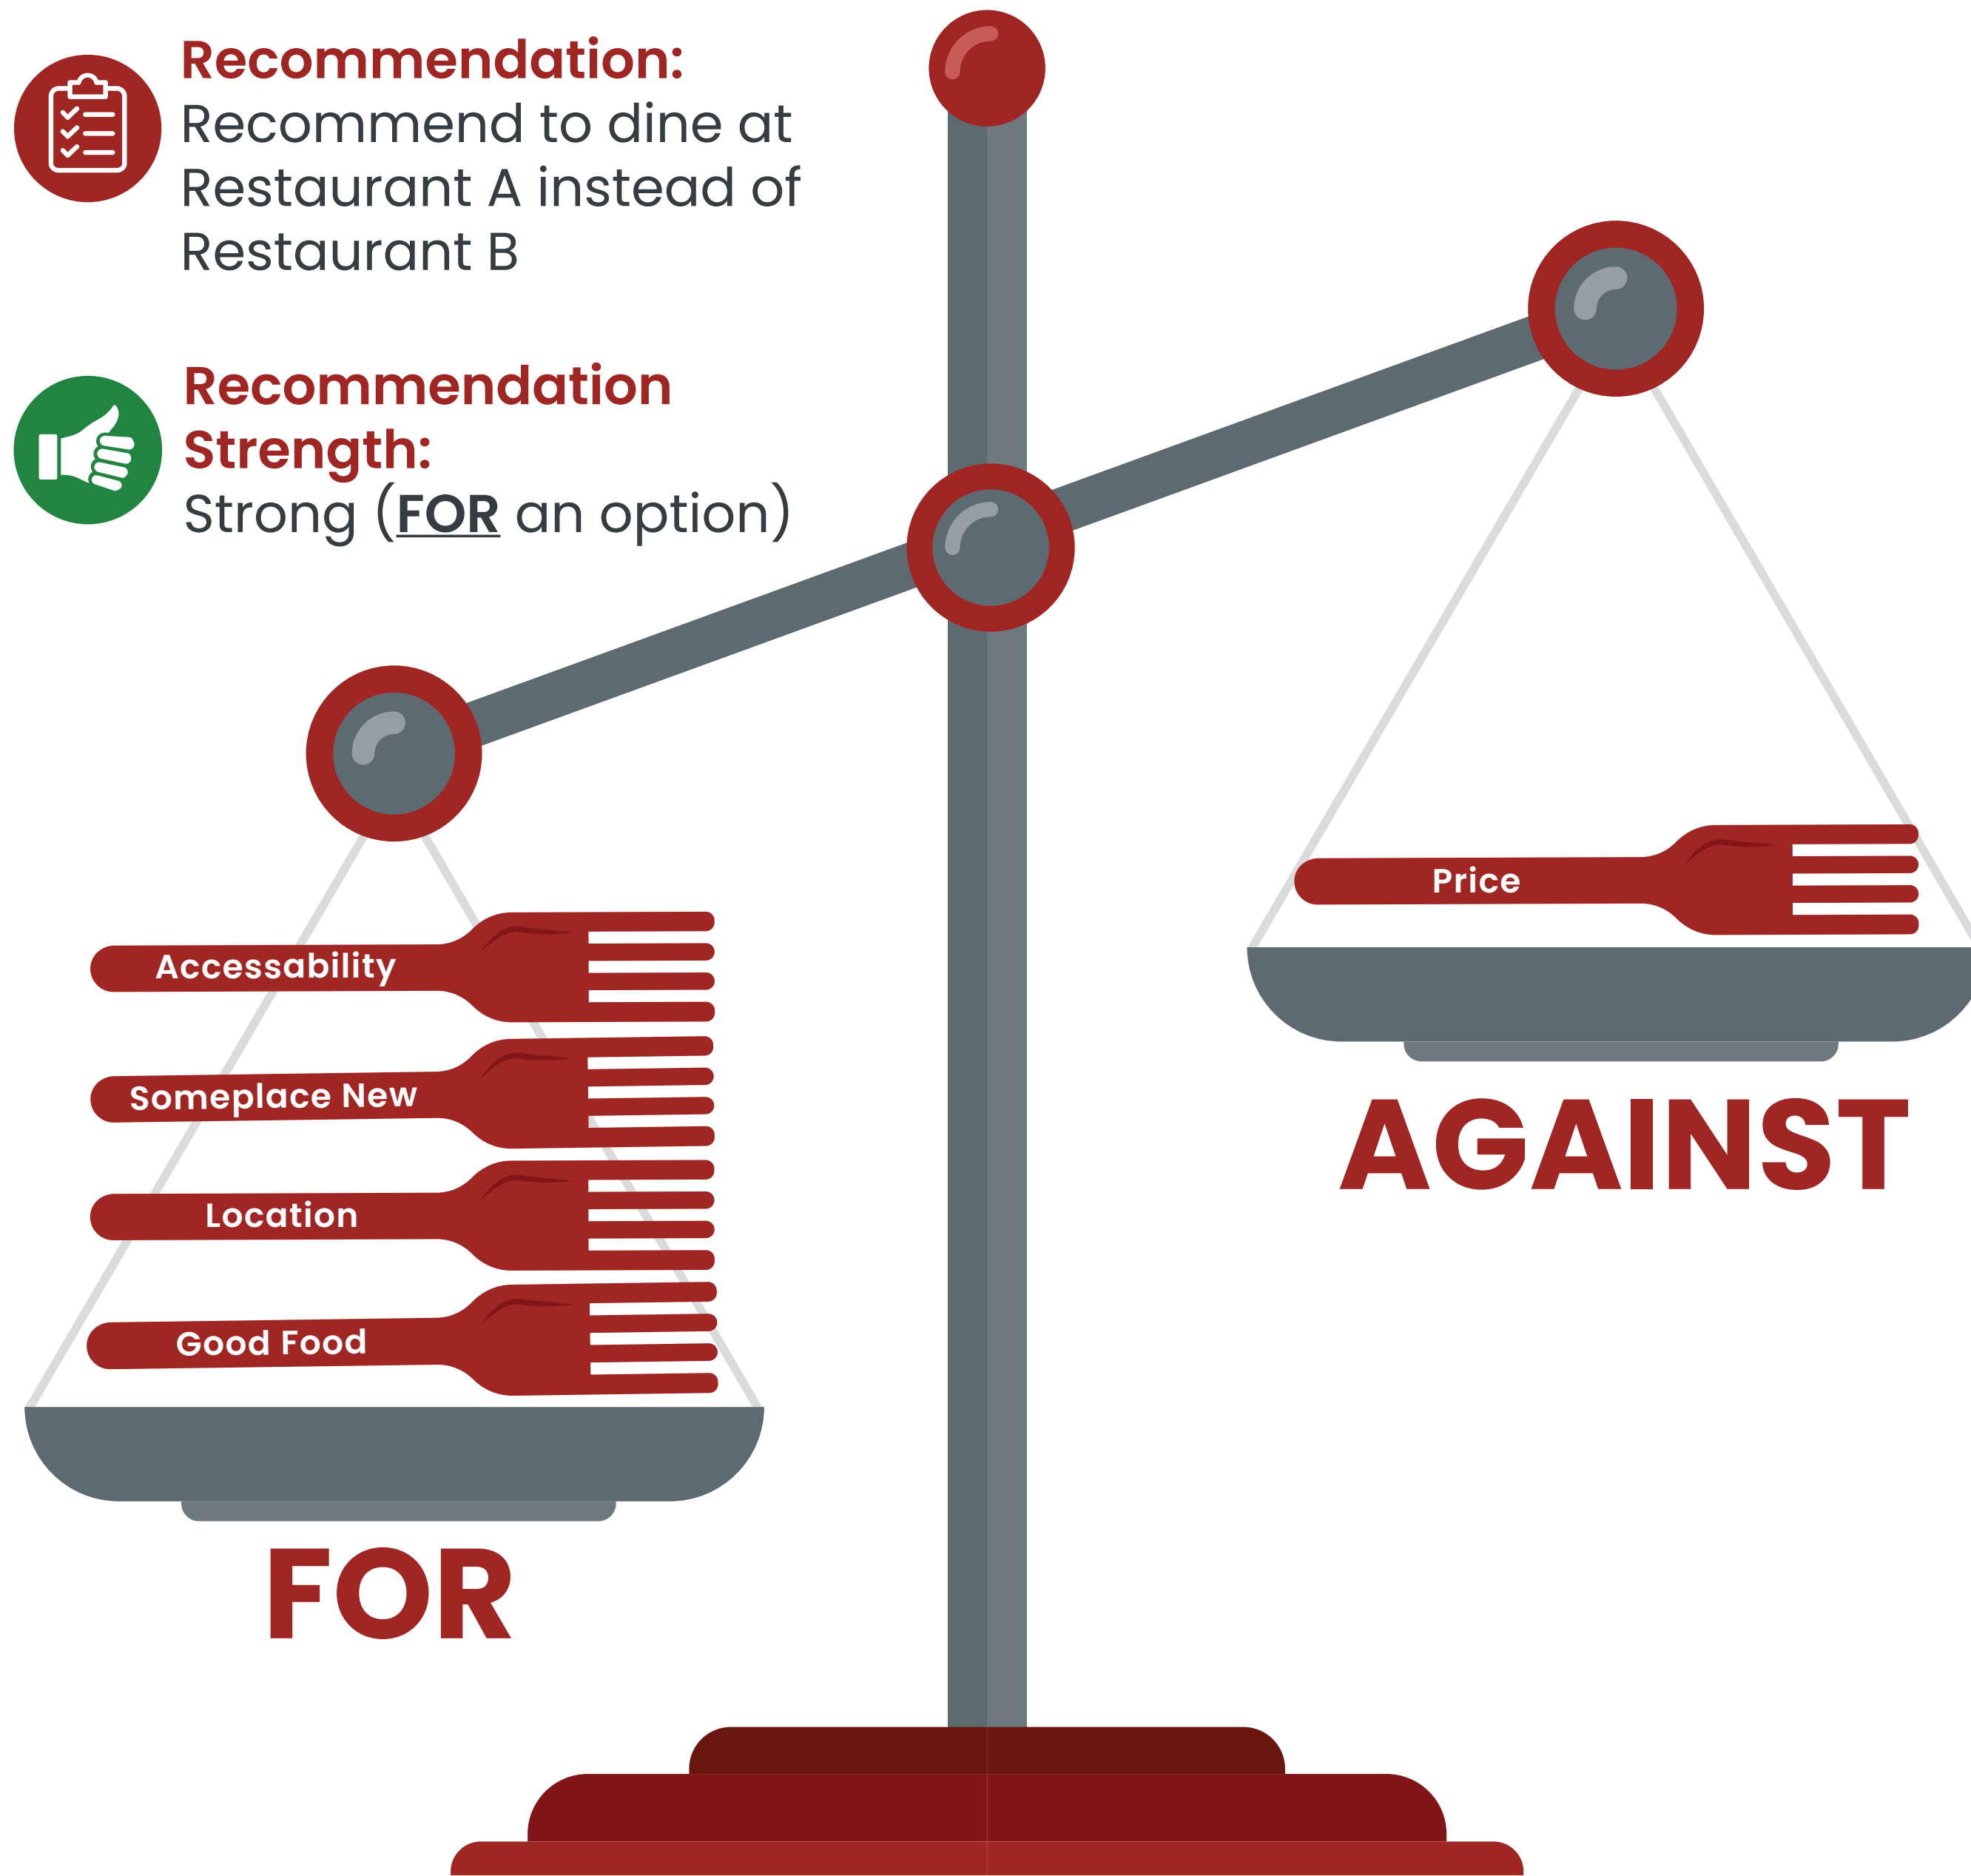 Recommendation:
Recommend to dine at
Restaurant A instead of
Restaurant B
Recommendation
Strength:
Strong (FOR an option)
Accessability
Someplace New
Location
Good Food
FOR
Price
AGAINST